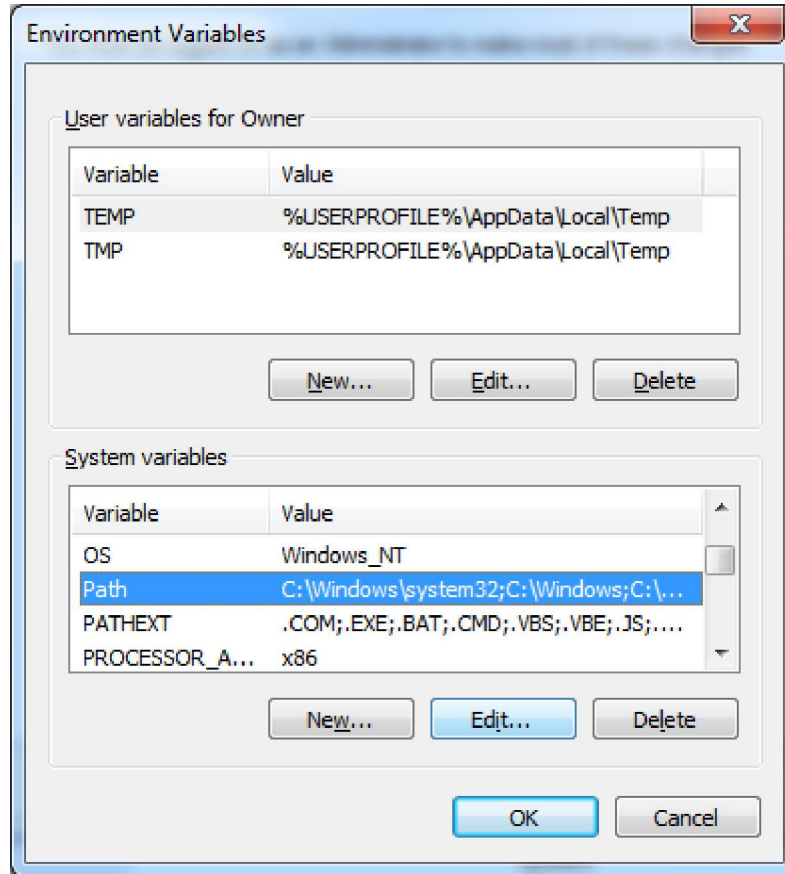 Environment Variables
User variables for Owner
Variable Value
TEMP %USERPROFILE%\AppData\Local\Temp
TMP %USERPROFILE%\AppData\Local\Temp
New... Edit... Delete
System variables
Variable Value
OS Windows_NT
Path C:\Windows\system32;C:\Windows;C:\...
PATHEXT .COM;.EXE;.BAT;.CMD;.VBS;.VBE;.JS;....
PROCESSOR_A... x86
New... Edit... Delete
OK Cancel